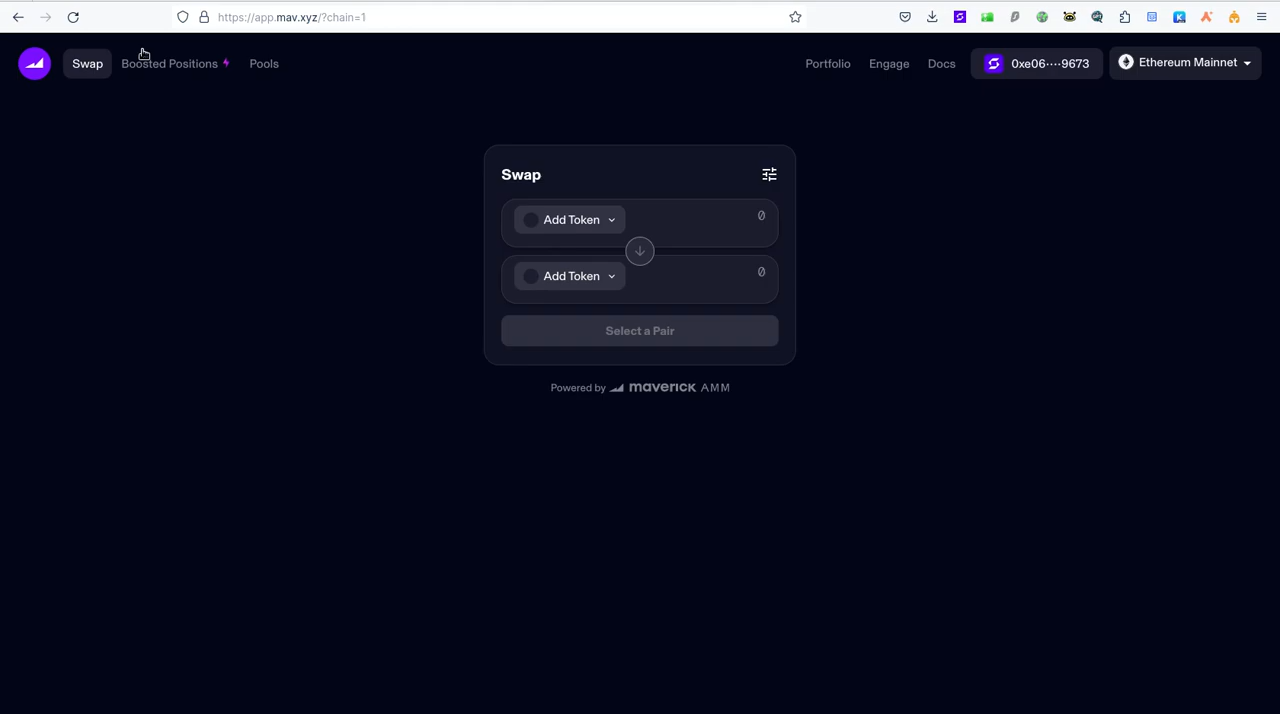 https://app.mav.xyz/?chain=1
Swap
Boosted Positions
Pools
Portfolio
Engage
Docs
0xe06····9673
Ethereum Mainnet
Swap
Add Token
0
Add Token
0
Select a Pair
Powered by maverick AMM